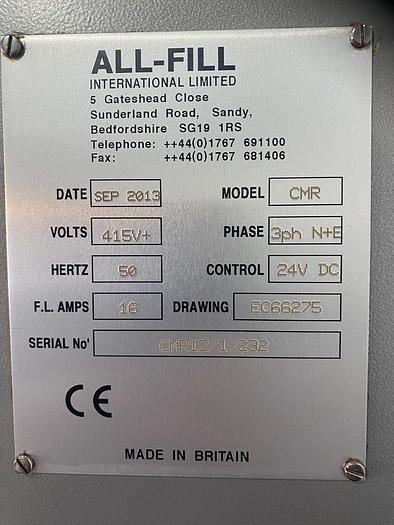 ALL-FILL
INTERNATIONAL LIMITED
5 Gateshead Close
Sunderland Road, Sandy,
Bedfordshire SG19 1RS
Telephone: ++44(0)1767 691100
Fax: ++44(0)1767 681406
DATE SEP 2013 MODEL CMR
VOLTS 415V+ PHASE 3ph N+E
HERTZ 50 CONTROL 24V DC
F.L. AMPS 16 DRAWING EC66275
SERIAL No' CMR12/1/232
CE
MADE IN BRITAIN